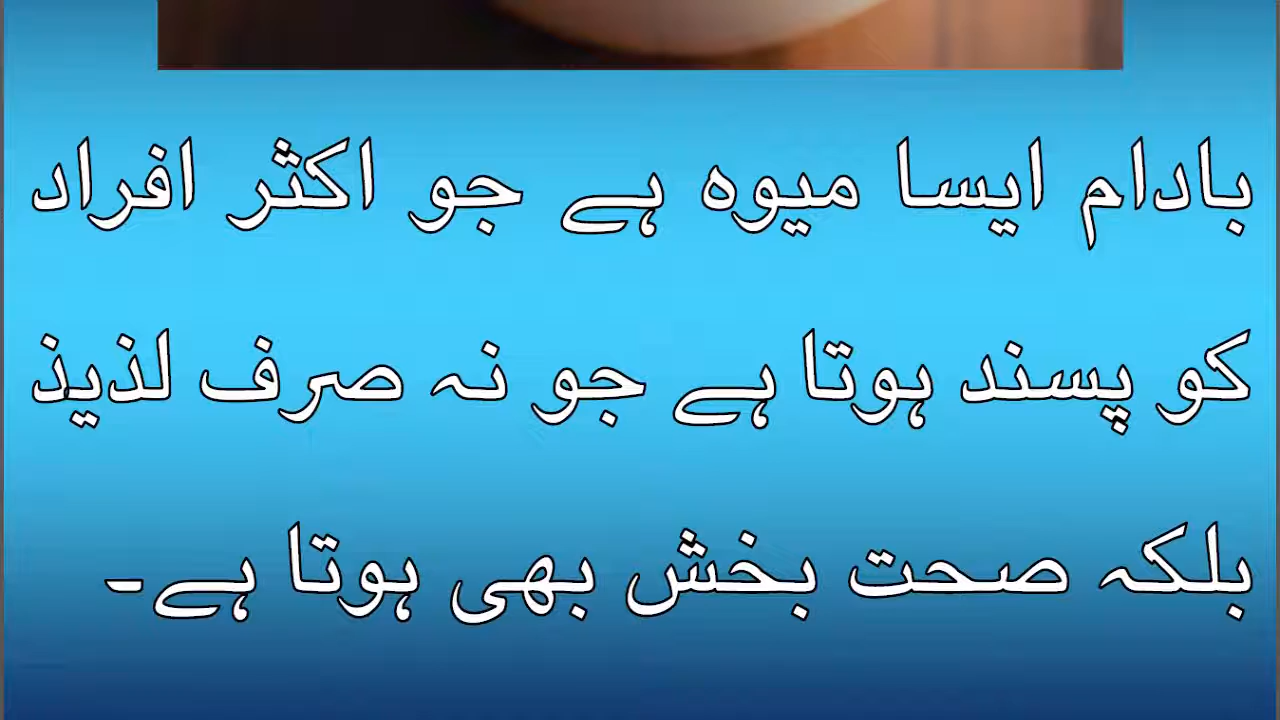 بادام ایسا میوہ ہے جو اکثر افراد
کو پسند ہوتا ہے جو نہ صرف لذیذ
بلکہ صحت بخش بھی ہوتا ہے۔